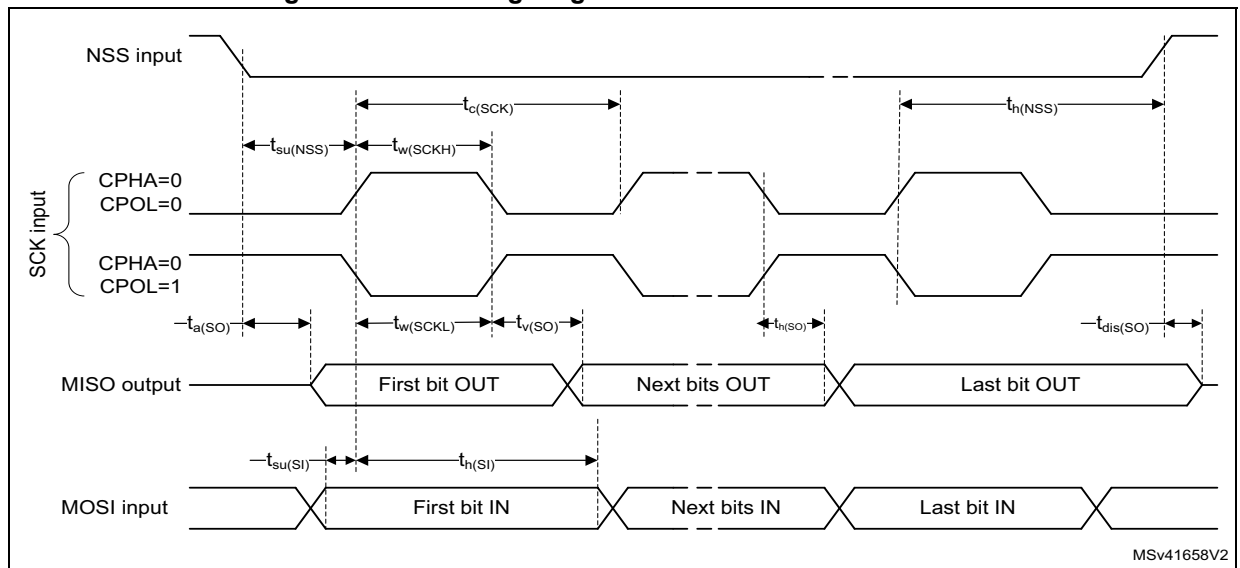 NSS input
tc(SCK)
th(NSS)
tsu(NSS)
tw(SCKH)
SCK input
CPHA=0
CPOL=0
CPHA=0
CPOL=1
ta(SO)
tw(SCKL)
tv(SO)
th(SO)
tdis(SO)
MISO output
First bit OUT
Next bits OUT
Last bit OUT
tsu(SI)
th(SI)
MOSI input
First bit IN
Next bits IN
Last bit IN
MSv41658V2